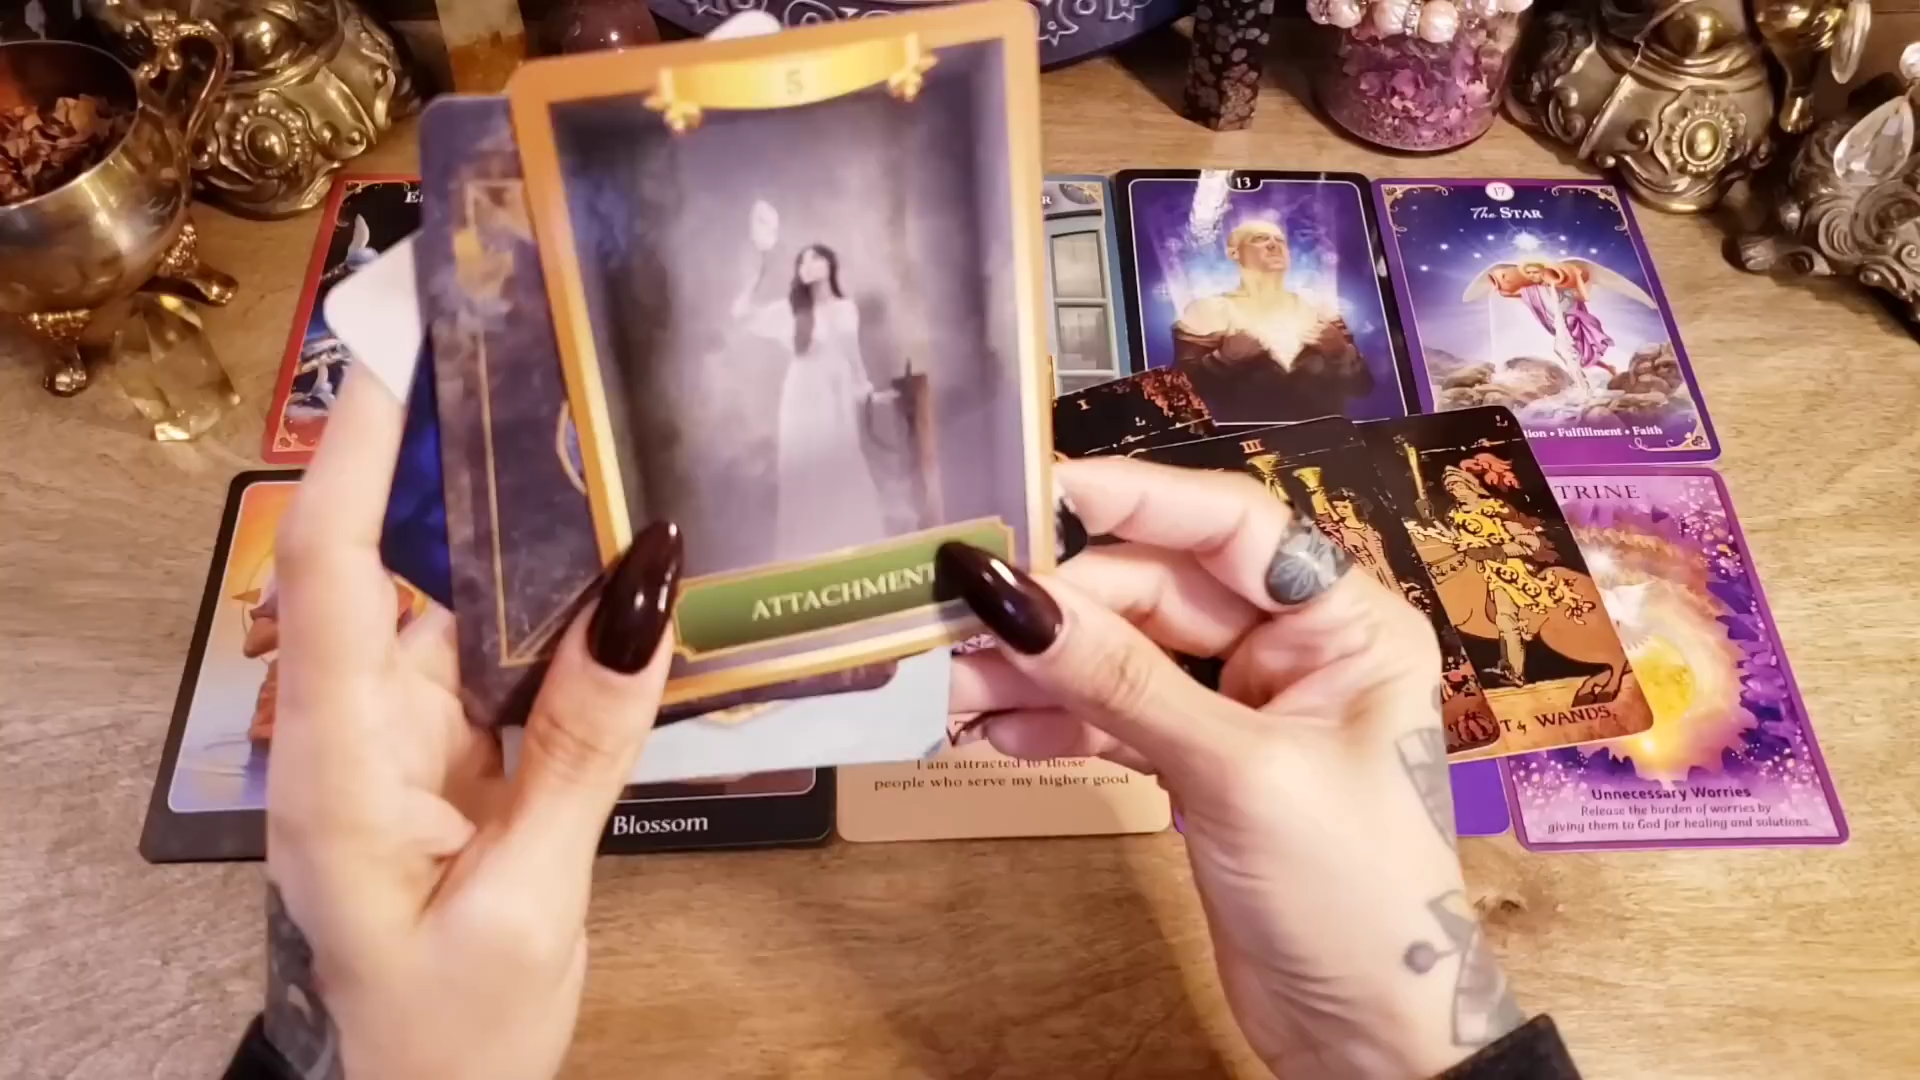 5
13
17
The STAR
ion • Fulfillment • Faith
I
III
ATTACHMENT
T of WANDS.
TRINE
I am attracted to those
people who serve my higher good
Blossom
Unnecessary Worries
Release the burden of worries by
giving them to God for healing and solutions.